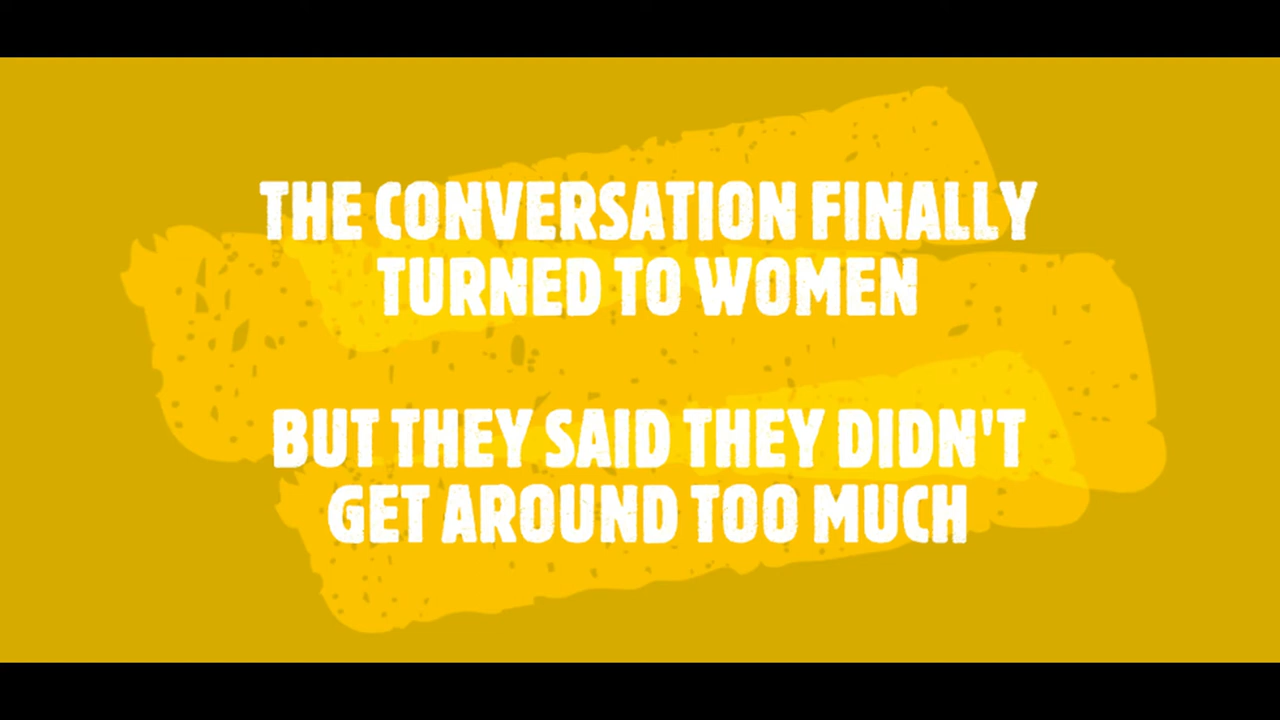 THE CONVERSATION FINALLY
TURNED TO WOMEN
BUT THEY SAID THEY DIDN'T
GET AROUND TOO MUCH